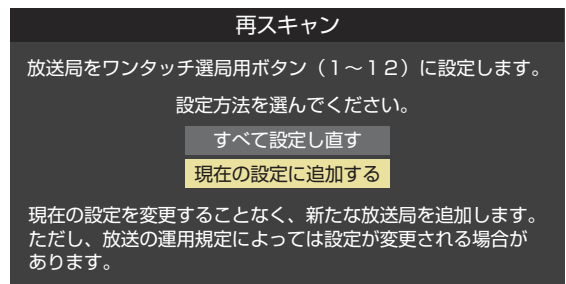 再スキャン
放送局をワンタッチ選局用ボタン（１～１２）に設定します。
設定方法を選んでください。
すべて設定し直す
現在の設定に追加する
現在の設定を変更することなく、新たな放送局を追加します。
ただし、放送の運用規定によっては設定が変更される場合が
あります。